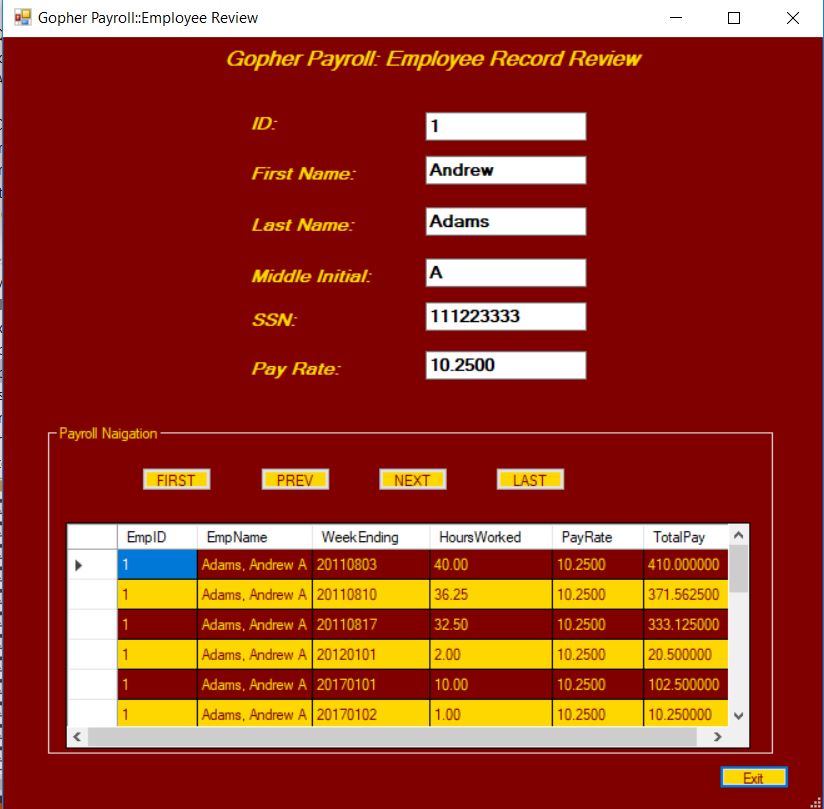 Gopher Payroll::Employee Review
Gopher Payroll: Employee Record Review
ID: 1
First Name: Andrew
Last Name: Adams
Middle Initial: A
SSN: 111223333
Pay Rate: 10.2500
Payroll Naigation
FIRST PREV NEXT LAST
EmpID EmpName WeekEnding HoursWorked PayRate TotalPay
1 Adams, Andrew A 20110803 40.00 10.2500 410.000000
1 Adams, Andrew A 20110810 36.25 10.2500 371.562500
1 Adams, Andrew A 20110817 32.50 10.2500 333.125000
1 Adams, Andrew A 20120101 2.00 10.2500 20.500000
1 Adams, Andrew A 20170101 10.00 10.2500 102.500000
1 Adams, Andrew A 20170102 1.00 10.2500 10.250000
Exit